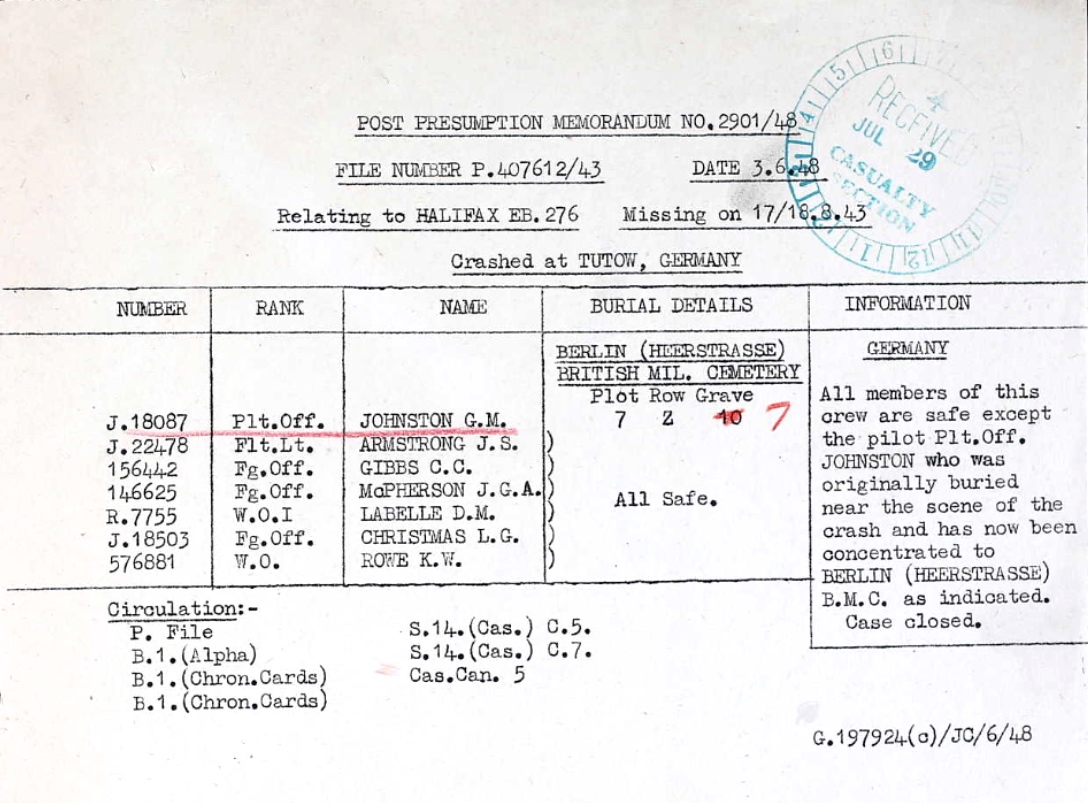 POST PRESUMPTION MEMORANDUM NO.2901/48
FILE NUMBER P.407612/43 DATE 3.6.48
Relating to HALIFAX EB.276 Missing on 17/18.8.43
Crashed at TUTOW, GERMANY
RECEIVED
JUL 29
CASUALTY
SECTION
NUMBER RANK NAME BURIAL DETAILS INFORMATION
BERLIN (HEERSTRASSE)
BRITISH MIL. CEMETERY
Plot Row Grave
7 Z 10 7
J.18087 Plt.Off. JOHNSTON G.M.
J.22478 Flt.Lt. ARMSTRONG J.S. )
156442 Fg.Off. GIBBS C.C. )
146625 Fg.Off. McPHERSON J.G.A. )
R.7755 W.O.I LABELLE D.M. )
J.18503 Fg.Off. CHRISTMAS L.G. )
576881 W.O. ROWE K.W. )
All Safe.
GERMANY
All members of this
crew are safe except
the pilot Plt.Off.
JOHNSTON who was
originally buried
near the scene of the
crash and has now been
concentrated to
BERLIN (HEERSTRASSE)
B.M.C. as indicated.
Case closed.
Circulation:-
P. File S.14.(Cas.) C.5.
B.1.(Alpha) S.14.(Cas.) C.7.
B.1.(Chron.Cards) Cas.Can. 5
B.1.(Chron.Cards)
G.197924(c)/JC/6/48